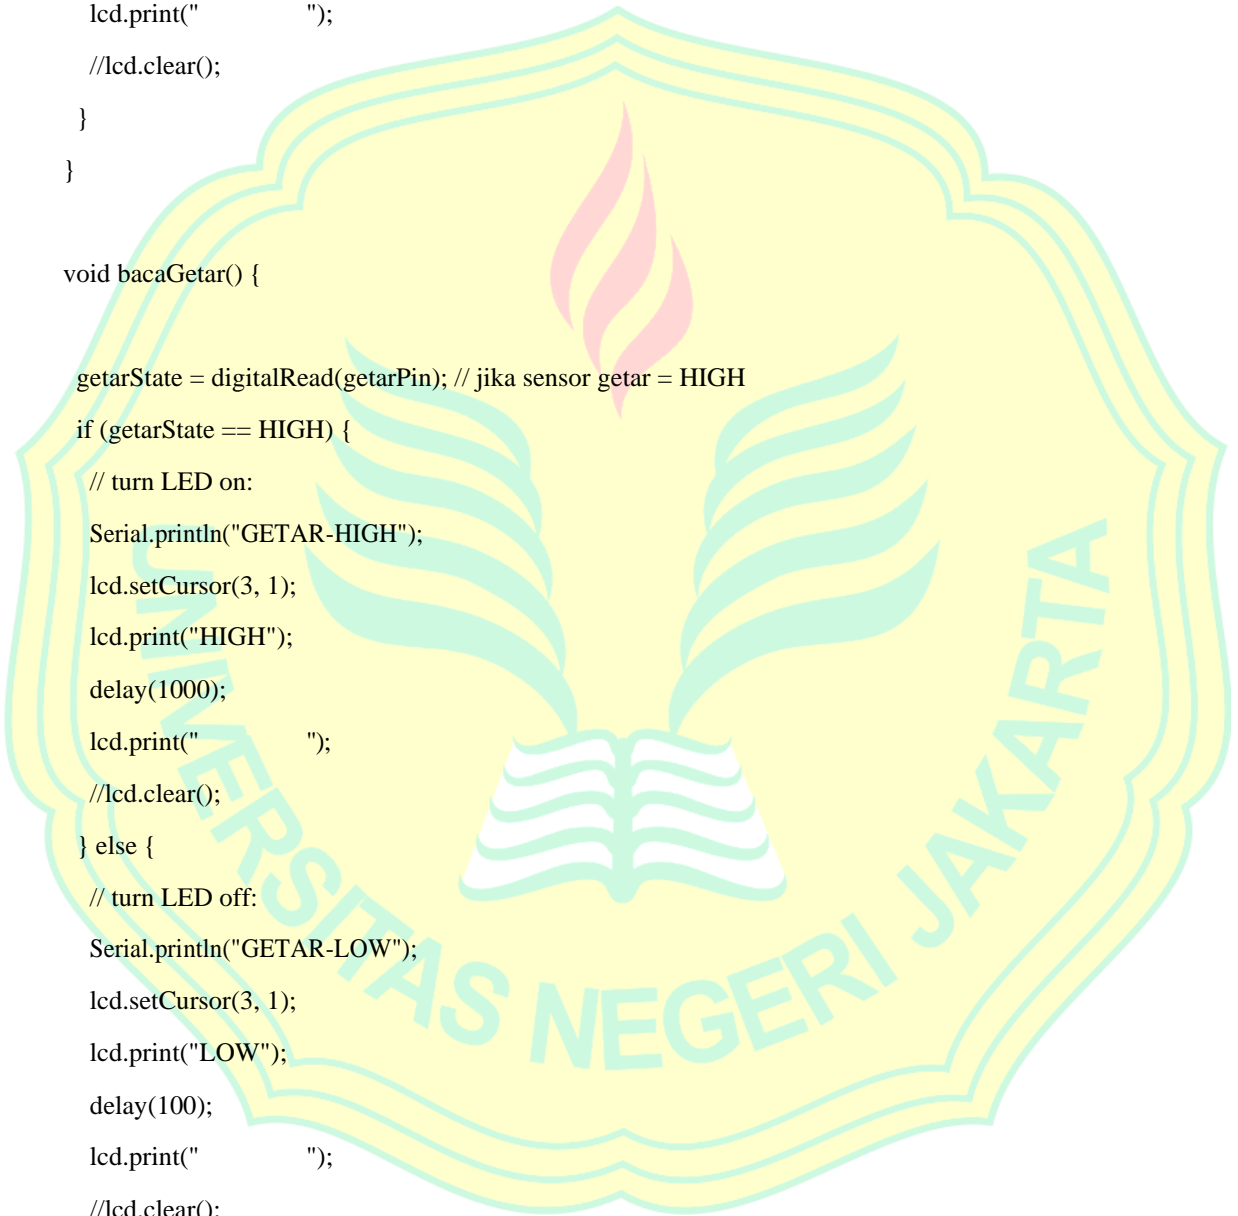 lcd.print("                ");
//lcd.clear();
}
}
void bacaGetar() {
getarState = digitalRead(getarPin); // jika sensor getar = HIGH
if (getarState == HIGH) {
// turn LED on:
Serial.println("GETAR-HIGH");
lcd.setCursor(3, 1);
lcd.print("HIGH");
delay(1000);
lcd.print("                ");
//lcd.clear();
} else {
// turn LED off:
Serial.println("GETAR-LOW");
lcd.setCursor(3, 1);
lcd.print("LOW");
delay(100);
lcd.print("                ");
//lcd.clear();
UNIVERSITAS NEGERI JAKARTA